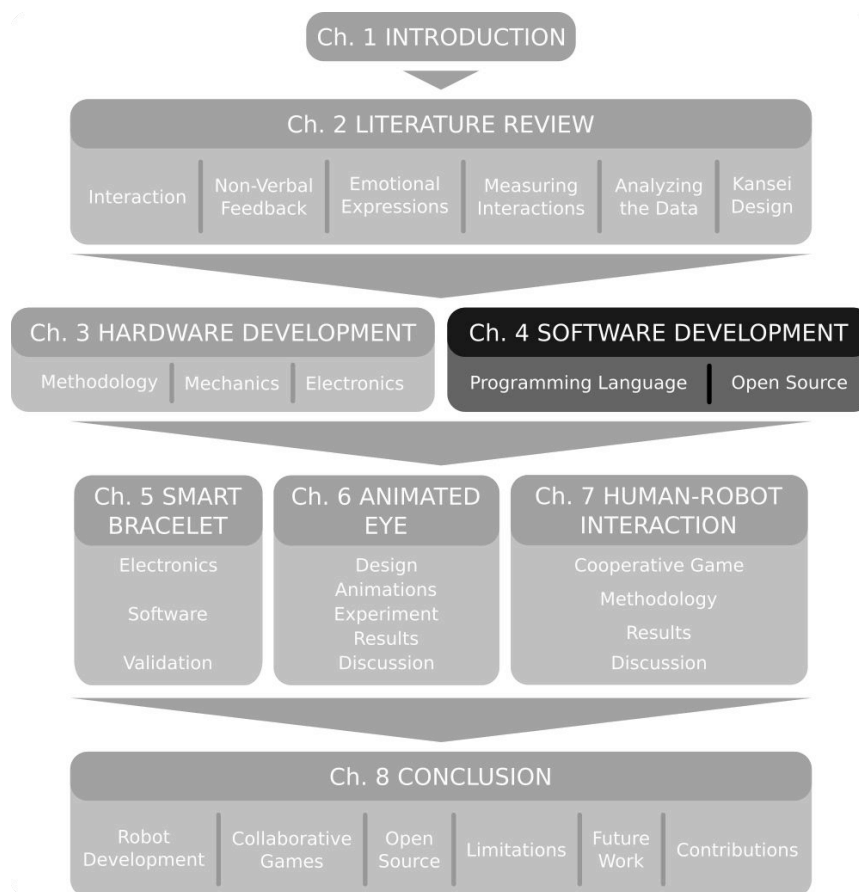 Ch. 1 INTRODUCTION
Ch. 2 LITERATURE REVIEW
Interaction
Non-Verbal
Feedback
Emotional
Expressions
Measuring
Interactions
Analyzing
the Data
Kansei
Design
Ch. 3 HARDWARE DEVELOPMENT
Methodology
Mechanics
Electronics
Ch. 4 SOFTWARE DEVELOPMENT
Programming Language
Open Source
Ch. 5 SMART
BRACELET
Electronics
Software
Validation
Ch. 6 ANIMATED
EYE
Design
Animations
Experiment
Results
Discussion
Ch. 7 HUMAN-ROBOT
INTERACTION
Cooperative Game
Methodology
Results
Discussion
Ch. 8 CONCLUSION
Robot
Development
Collaborative
Games
Open
Source
Limitations
Future
Work
Contributions